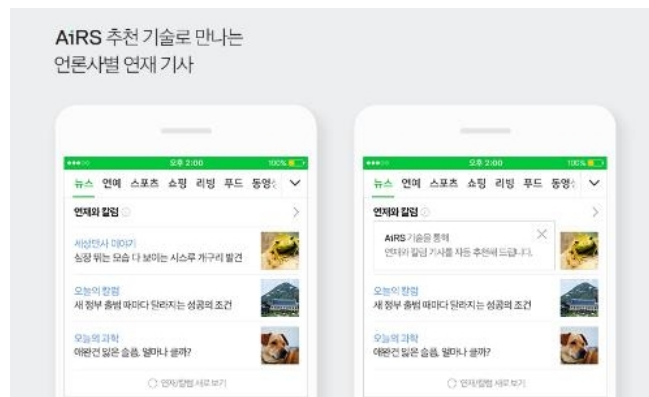 AiRS 추천 기술로 만나는
언론사별 연재 기사
오후 2:00
100%
뉴스 연예 스포츠 쇼핑 리빙 푸드 동영상
연재와 칼럼
세상만사 이야기
심장 뛰는 모습 다 보이는 시스루 개구리 발견
오늘의 칼럼
새 정부 출범 때마다 달라지는 성공의 조건
오늘의 과학
애완견 잃은 슬픔, 얼마나 클까?
연재/칼럼 새로보기
오후 2:00
100%
뉴스 연예 스포츠 쇼핑 리빙 푸드 동영상
연재와 칼럼
AiRS 기술을 통해
연재와 칼럼 기사를 자동 추천해 드립니다.
오늘의 칼럼
새 정부 출범 때마다 달라지는 성공의 조건
오늘의 과학
애완견 잃은 슬픔, 얼마나 클까?
연재/칼럼 새로보기